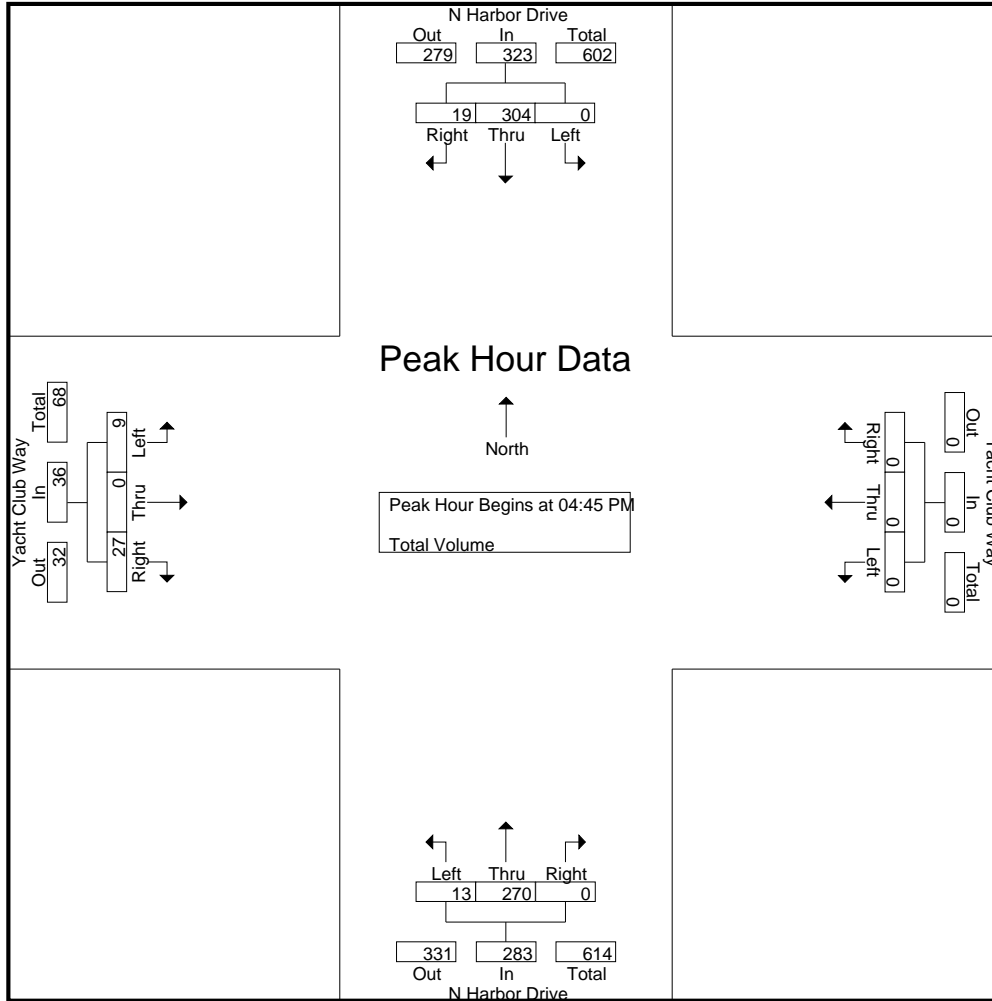 N Harbor Drive
Out In Total
279 323 602
19 304 0
Right Thru Left
Peak Hour Data
North
Peak Hour Begins at 04:45 PM
Total Volume
Yacht Club Way
Out In Total
32 36 68
27 0 9
Right Thru Left
Yacht Club Way
Out In Total
0 0 0
Right Thru Left
0 0 0
Left Thru Right
13 270 0
331 283 614
Out In Total
N Harbor Drive